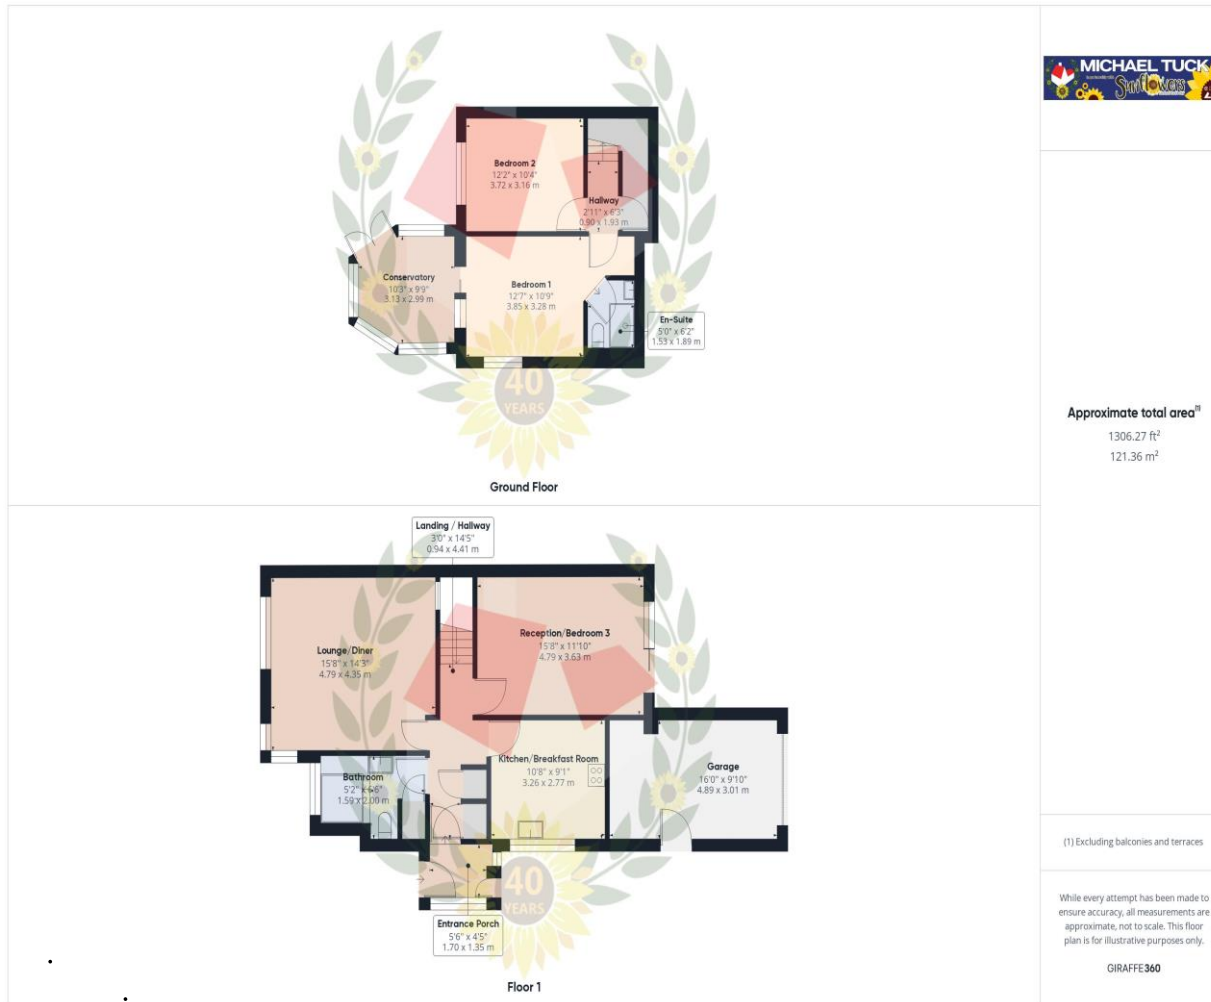 MICHAEL TUCK
Sunflowers
Bedroom 2
12'2" x 10'4"
3.72 x 3.16 m
Hallway
2'11" x 6'3"
0.90 x 1.93 m
Conservatory
10'3" x 9'9"
3.13 x 2.99 m
Bedroom 1
12'7" x 10'9"
3.85 x 3.28 m
En-Suite
5'0" x 6'2"
1.53 x 1.89 m
40
YEARS
Ground Floor
Approximate total area(1)
1306.27 ft²
121.36 m²
Landing / Hallway
3'0" x 14'5"
0.94 x 4.41 m
Lounge/Diner
15'8" x 14'3"
4.79 x 4.35 m
Reception/Bedroom 3
15'8" x 11'10"
4.79 x 3.63 m
Kitchen/Breakfast Room
10'8" x 9'1"
3.26 x 2.77 m
Garage
16'0" x 9'10"
4.89 x 3.01 m
Bathroom
5'2" x 6'6"
1.59 x 2.00 m
40
YEARS
Entrance Porch
5'6" x 4'5"
1.70 x 1.35 m
Floor 1
(1) Excluding balconies and terraces
While every attempt has been made to
ensure accuracy, all measurements are
approximate, not to scale. This floor
plan is for illustrative purposes only.
GIRAFFE360